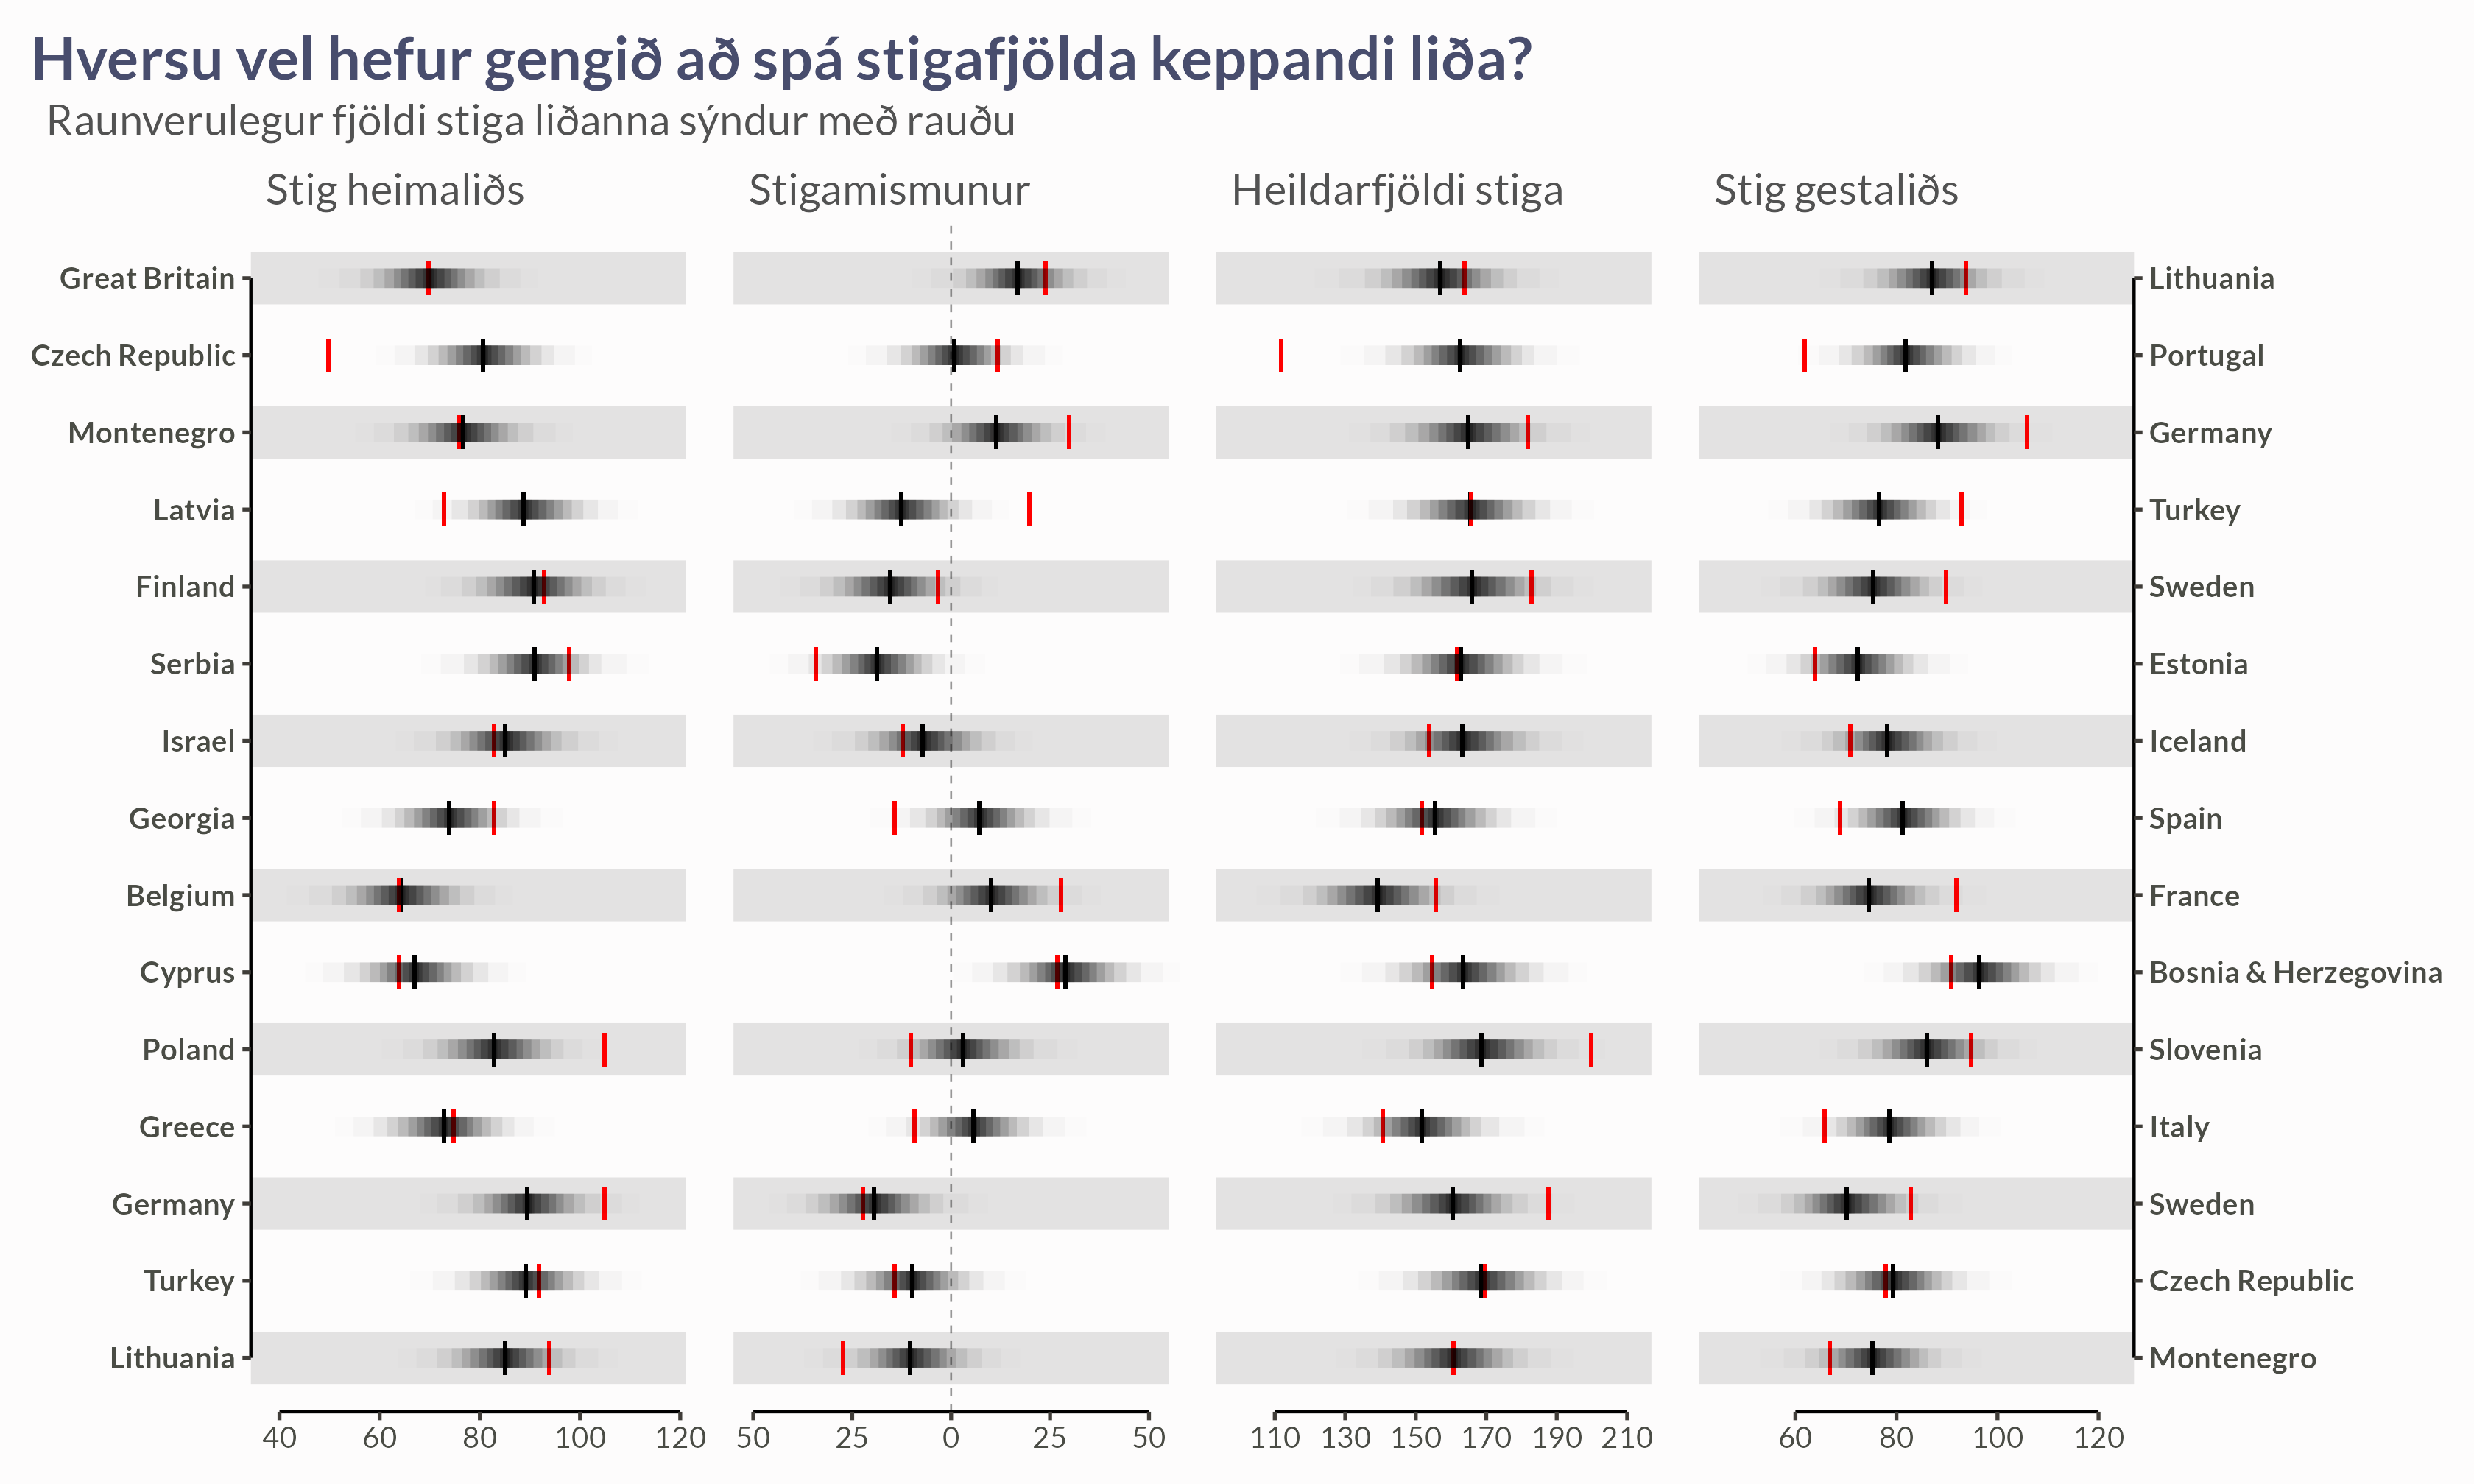 Hversu vel hefur gengið að spá stigafjölda keppandi liða?
Raunverulegur fjöldi stiga liðanna sýndur með rauðu
Stig heimaliðs Stigamismunur Heildarfjöldi stiga Stig gestaliðs
Great Britain Lithuania
Czech Republic Portugal
Montenegro Germany
Latvia Turkey
Finland Sweden
Serbia Estonia
Israel Iceland
Georgia Spain
Belgium France
Cyprus Bosnia & Herzegovina
Poland Slovenia
Greece Italy
Germany Sweden
Turkey Czech Republic
Lithuania Montenegro
40 60 80 100 120 50 25 0 25 50 110 130 150 170 190 210 60 80 100 120